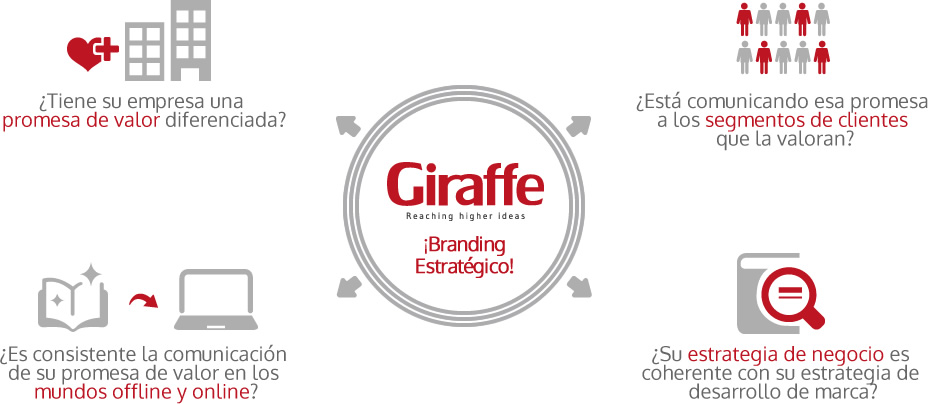 ¿Tiene su empresa una
promesa de valor diferenciada?
¿Está comunicando esa promesa
a los segmentos de clientes
que la valoran?
Giraffe
Reaching higher ideas
¡Branding
Estratégico!
¿Es consistente la comunicación
de su promesa de valor en los
mundos offline y online?
¿Su estrategia de negocio es
coherente con su estrategia de
desarrollo de marca?